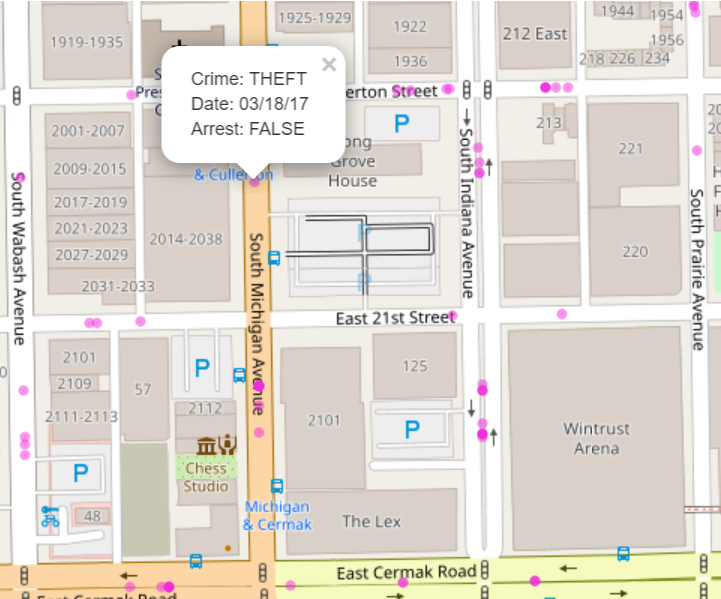 1919-1935
1925-1929
1922
1936
212 East
1944
1954
1956
218 226 234
×
Crime: THEFT
Date: 03/18/17
Arrest: FALSE
erton Street
P
213
221
2001-2007
2009-2015
2017-2019
2021-2023
2027-2029
2031-2033
2014-2038
& Cullerton
Grove
House
P
P
220
South Wabash Avenue
South Michigan Avenue
South Indiana Avenue
South Prairie Avenue
East 21st Street
2101
2109
2111-2113
57
P
2112
125
2101
P
Wintrust
Arena
Chess
Studio
P
48
Michigan
& Cermak
The Lex
East Cermak Road
East Cermak Road